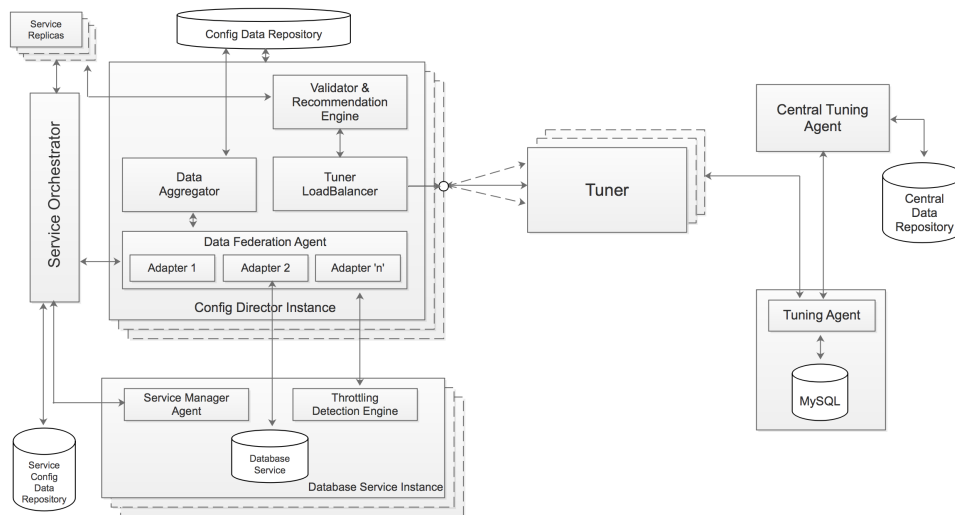 Service
Replicas
Config Data Repository
Validator &
Recommendation
Engine
Central Tuning
Agent
Service Orchestrator
Data
Aggregator
Tuner
LoadBalancer
Tuner
Central
Data
Repository
Data Federation Agent
Adapter 1
Adapter 2
Adapter 'n'
Config Director Instance
Tuning Agent
MySQL
Service Manager
Agent
Throttling
Detection Engine
Database
Service
Database Service Instance
Service
Config
Data
Repository